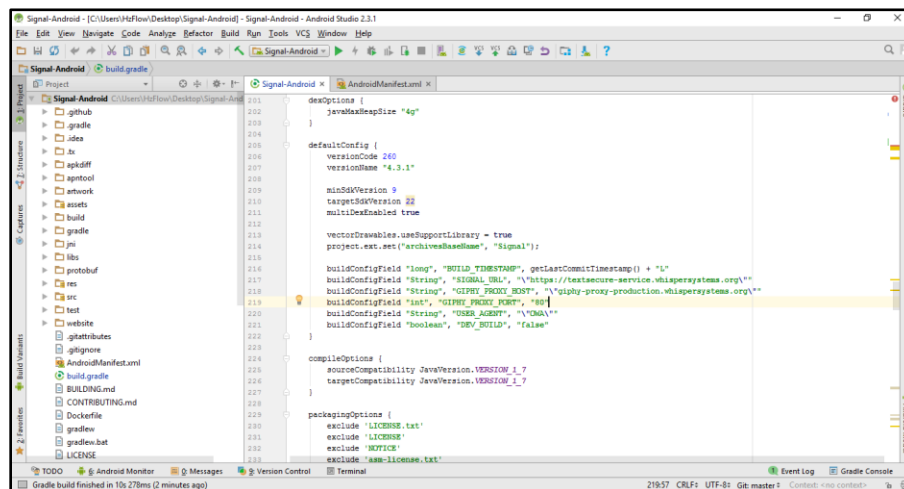 Signal-Android - [C:\Users\HzFlow\Desktop\Signal-Android] - Signal-Android - Android Studio 2.3.1
File Edit View Navigate Code Analyze Refactor Build Run Tools VCS Window Help
Signal-Android
Signal-Android build.gradle
Project
Signal-Android × AndroidManifest.xml ×
1: Project
Z: Structure
Captures
Build Variants
2: Favorites
Signal-Android C:\Users\HzFlow\Desktop\Signal-And
.github
.gradle
.idea
.tx
apkdiff
apntool
artwork
assets
build
gradle
jni
libs
protobuf
res
src
test
website
.gitattributes
.gitignore
AndroidManifest.xml
build.gradle
BUILDING.md
CONTRIBUTING.md
Dockerfile
gradlew
gradlew.bat
LICENSE
201 dexOptions {
202 javaMaxHeapSize "4g"
203 }
204
205 defaultConfig {
206 versionCode 260
207 versionName "4.3.1"
208
209 minSdkVersion 9
210 targetSdkVersion 22
211 multiDexEnabled true
212
213 vectorDrawables.useSupportLibrary = true
214 project.ext.set("archivesBaseName", "Signal");
215
216 buildConfigField "long", "BUILD_TIMESTAMP", getLastCommitTimestamp() + "L"
217 buildConfigField "String", "SIGNAL_URL", "\"https://textsecure-service.whispersystems.org\""
218 buildConfigField "String", "GIPHY_PROXY_HOST", "\"giphy-proxy-production.whispersystems.org\""
219 buildConfigField "int", "GIPHY_PROXY_PORT", "80"
220 buildConfigField "String", "USER_AGENT", "\"OWA\""
221 buildConfigField "boolean", "DEV_BUILD", "false"
222 }
223
224 compileOptions {
225 sourceCompatibility JavaVersion.VERSION_1_7
226 targetCompatibility JavaVersion.VERSION_1_7
227 }
228
229 packagingOptions {
230 exclude 'LICENSE.txt'
231 exclude 'LICENSE'
232 exclude 'NOTICE'
233 exclude 'asm-license.txt'
TODO 6: Android Monitor 0: Messages 9: Version Control Terminal Event Log Gradle Console
Gradle build finished in 10s 278ms (2 minutes ago) 219:57 CRLF÷ UTF-8÷ Git: master÷ Context: <no context>